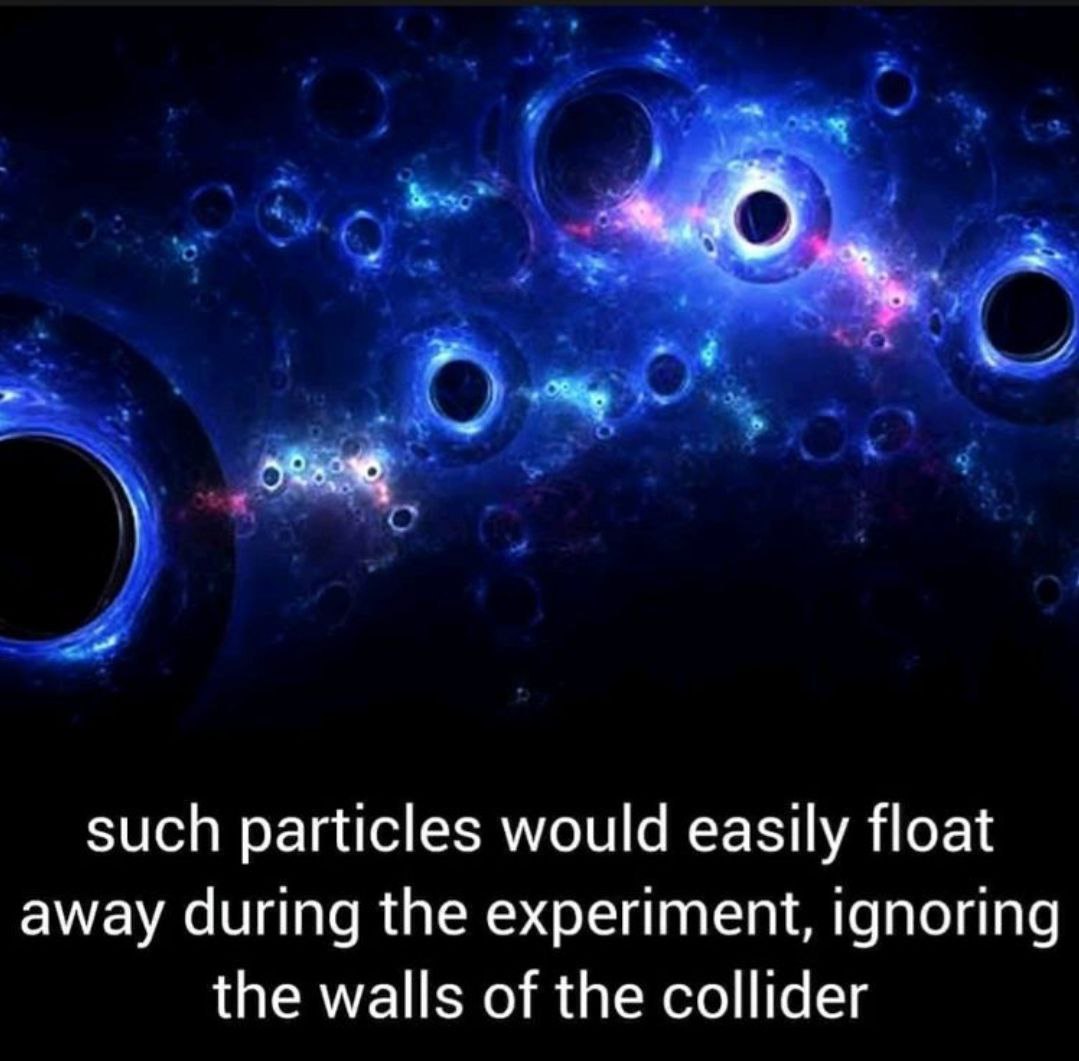 such particles would easily float
away during the experiment, ignoring
the walls of the collider